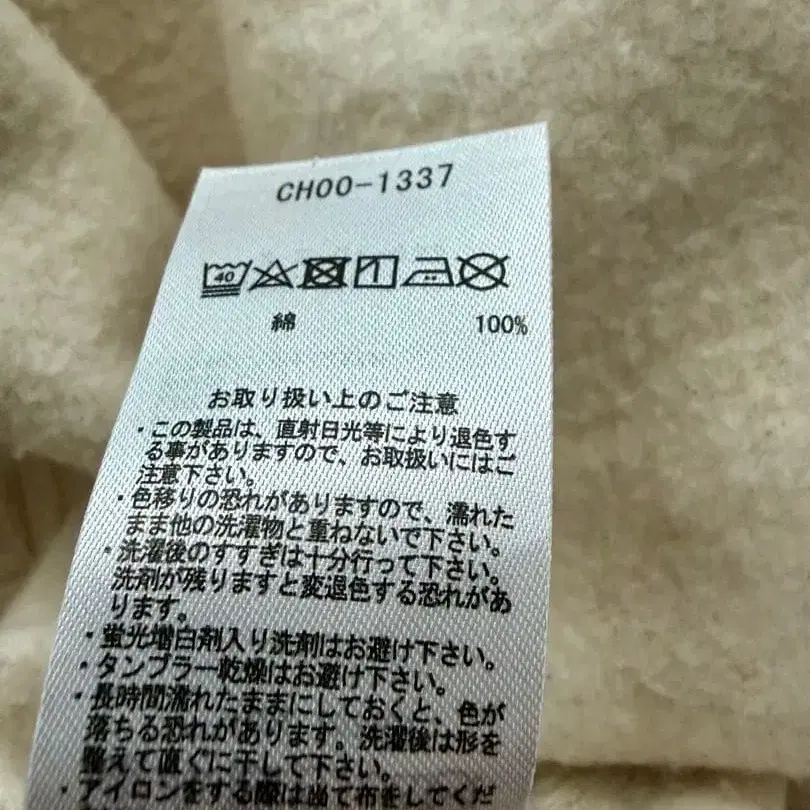 CH00-1337
40
綿 100%
お取り扱い上のご注意
・この製品は、直射日光等により退色す
る事がありますので、お取扱いにはご
注意下さい。
・色移りの恐れがありますので、濡れた
まま他の洗濯物と重ねないで下さい。
・洗濯後のすすぎは十分行って下さい。
洗剤が残りますと変退色する恐れがあ
ります。
・蛍光増白剤入り洗剤はお避け下さい。
・タンブラー乾燥はお避け下さい。
・長時間濡れたままにしておくと、色が
落ちる恐れがあります。洗濯後は形を
整えて直ぐに干して下さい。
・アイロンをする際は当て布をしてくだ